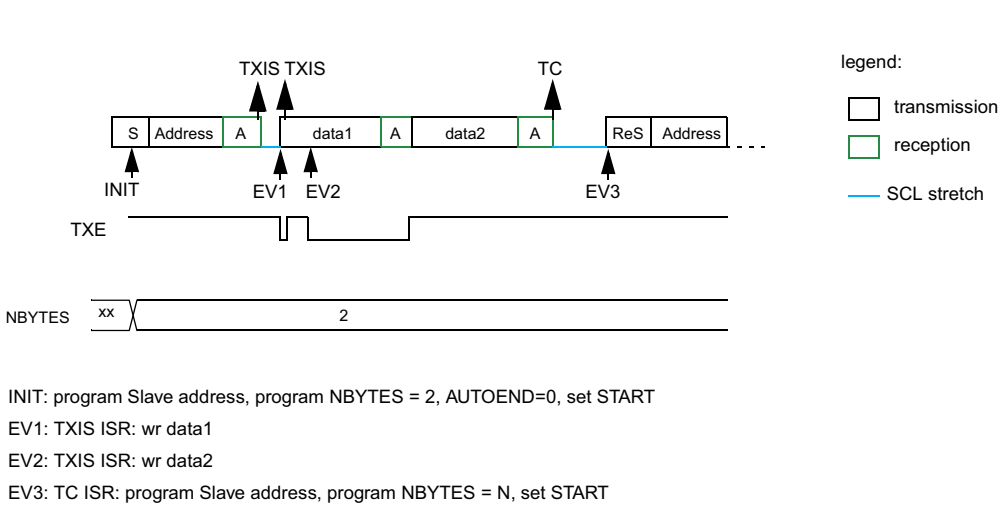 TXIS TXIS
TC
legend:
S
Address
A
data1
A
data2
A
ReS
Address
transmission
reception
INIT
EV1
EV2
EV3
SCL stretch
TXE
NBYTES
xx
2
INIT: program Slave address, program NBYTES = 2, AUTOEND=0, set START
EV1: TXIS ISR: wr data1
EV2: TXIS ISR: wr data2
EV3: TC ISR: program Slave address, program NBYTES = N, set START